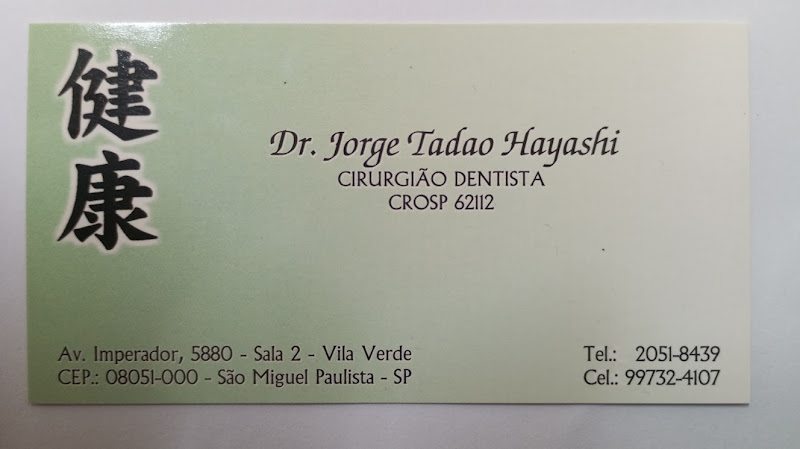 健康
Dr. Jorge Tadao Hayashi
CIRURGIÃO DENTISTA
CROSP 62112
Av. Imperador, 5880 - Sala 2 - Vila Verde
CEP.: 08051-000 - São Miguel Paulista - SP
Tel.: 2051-8439
Cel.: 99732-4107